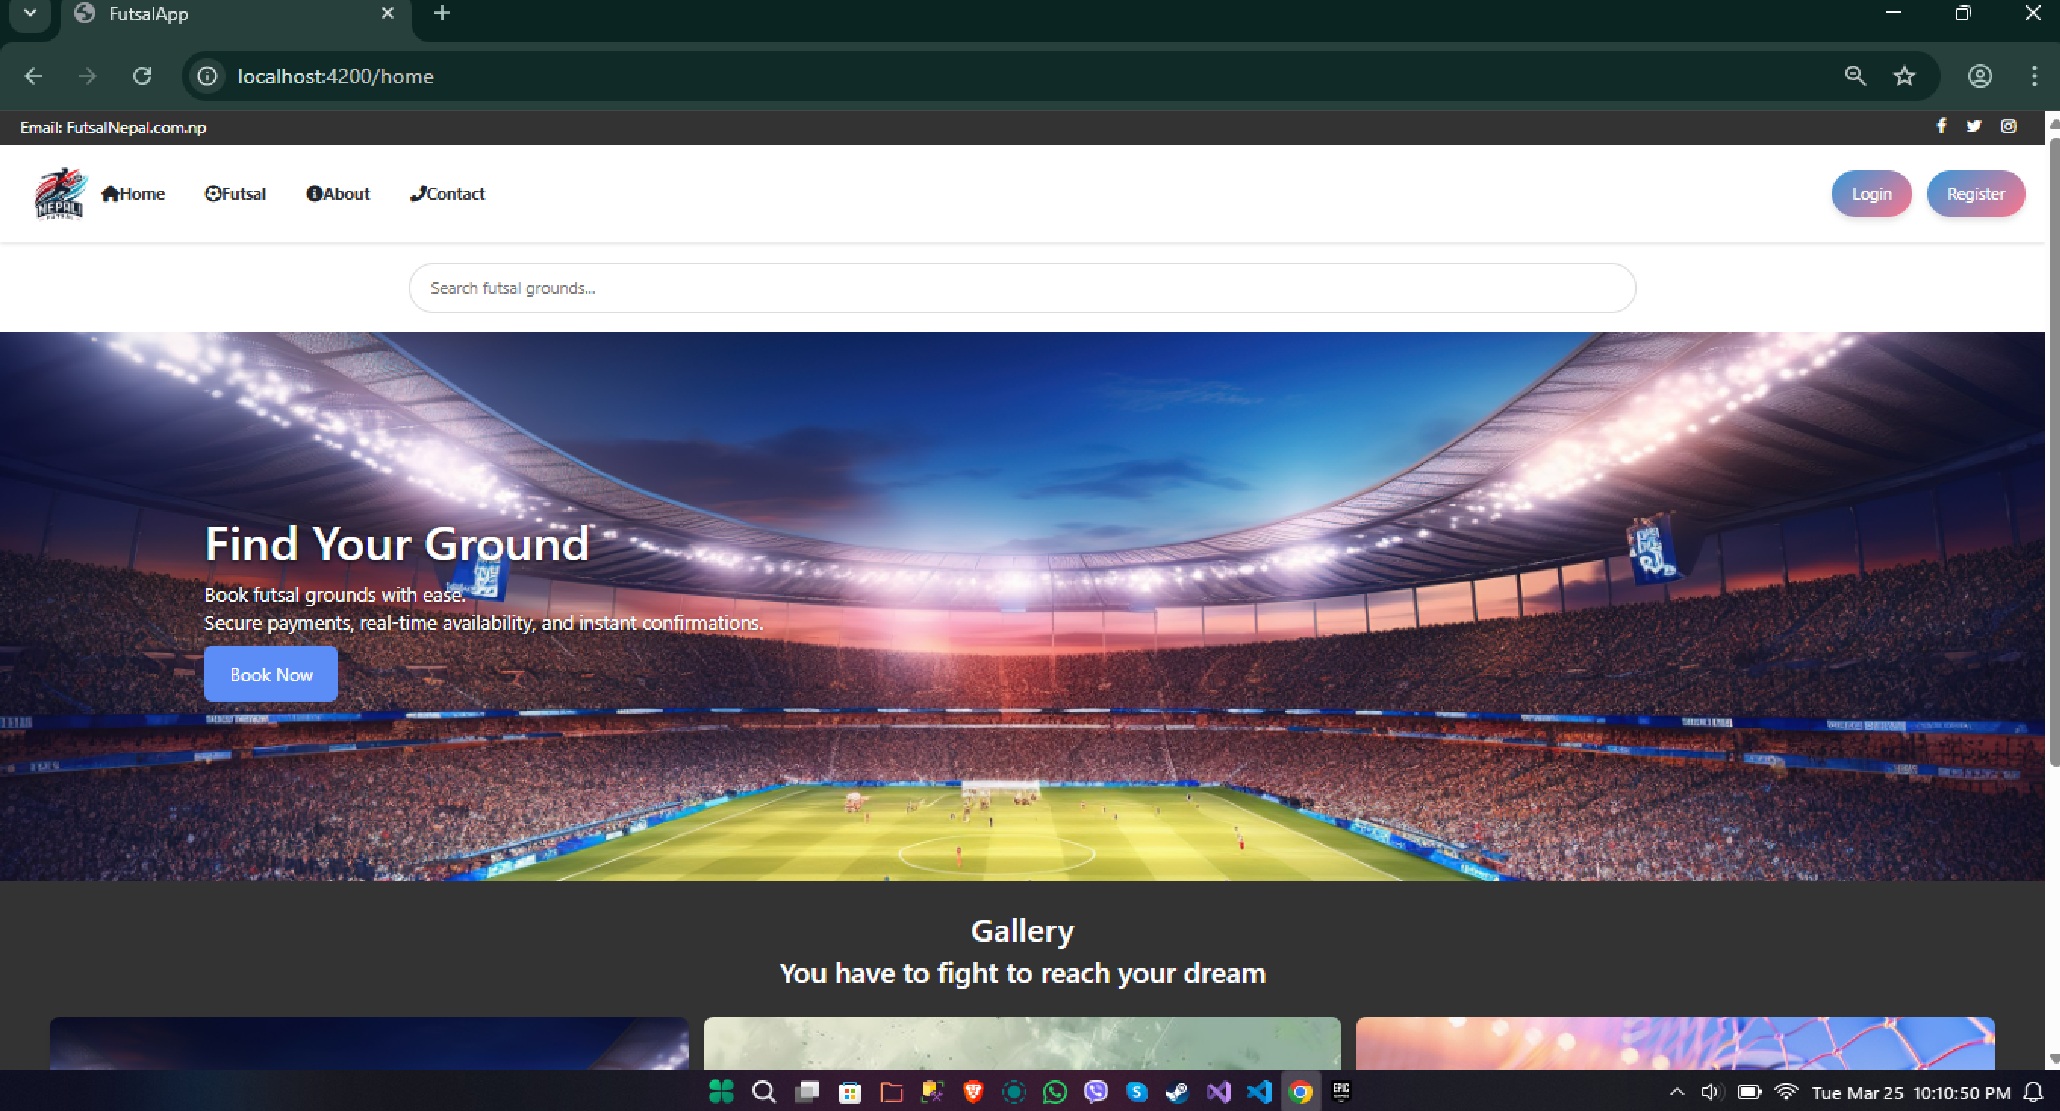 FutsalApp
localhost:4200/home
Email: FutsalNepal.com.np
NEPALI
Home
Futsal
About
Contact
Login
Register
Search futsal grounds...
Find Your Ground
Book futsal grounds with ease.
Secure payments, real-time availability, and instant confirmations.
Book Now
Gallery
You have to fight to reach your dream
EPIC
Tue Mar 25 10:10:50 PM